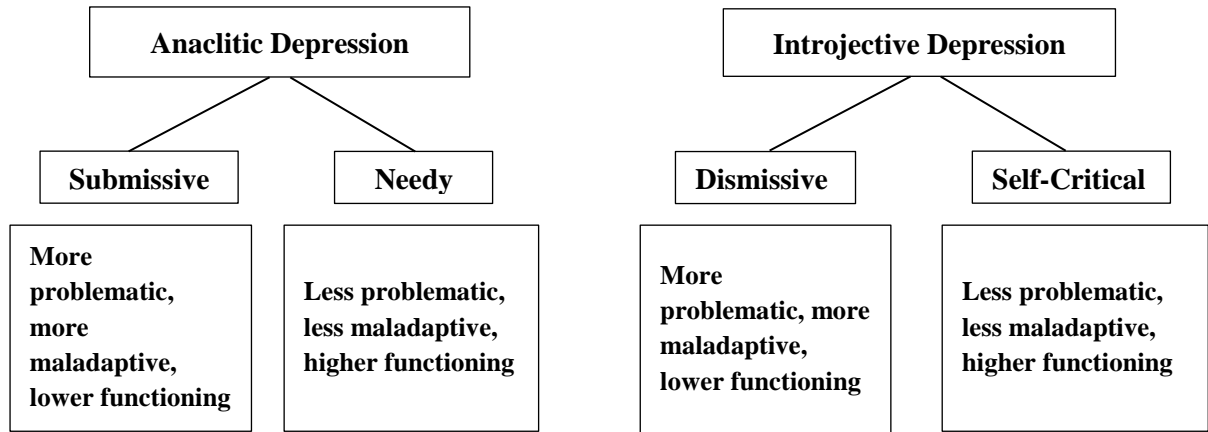 Anaclitic Depression
Introjective Depression
Submissive
Needy
Dismissive
Self-Critical
More
problematic,
more
maladaptive,
lower functioning
Less problematic,
less maladaptive,
higher functioning
More
problematic, more
maladaptive,
lower functioning
Less problematic,
less maladaptive,
higher functioning